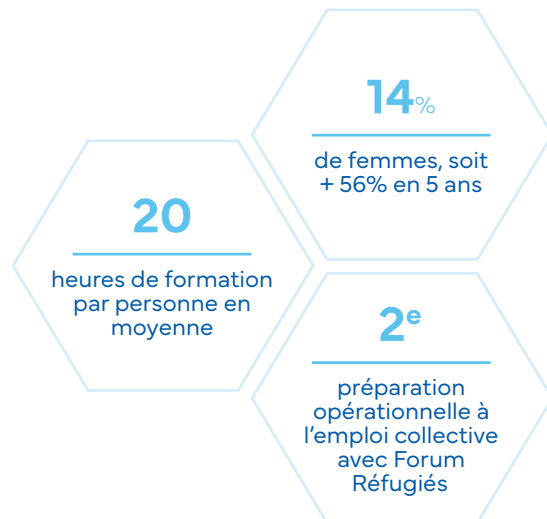 14%
de femmes, soit
+ 56% en 5 ans
20
heures de formation
par personne en
moyenne
2e
préparation
opérationnelle à
l'emploi collective
avec Forum
Réfugiés